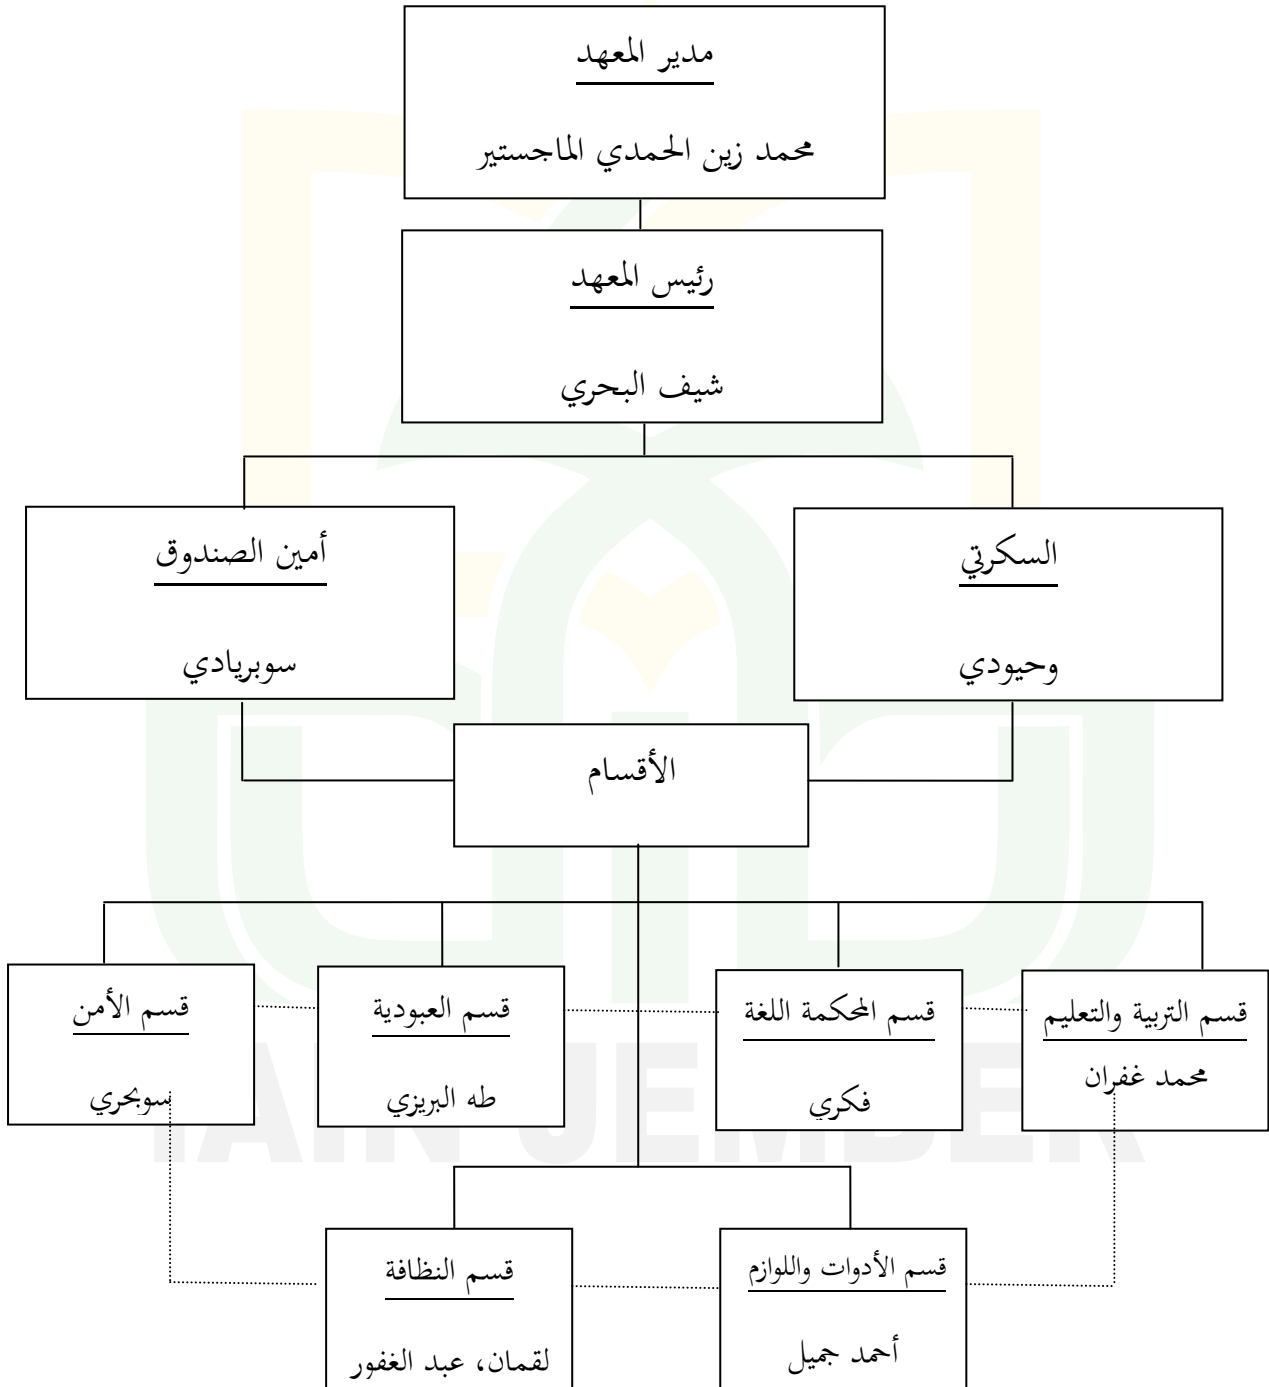 مدير المعهد
محمد زين الحمدي الماجستير
رئيس المعهد
شيف البحري
السكرتي
وحيودي
أمين الصندوق
سوبريادي
الأقسام
قسم التربية والتعليم
محمد غفران
قسم المحكمة اللغة
فكري
قسم العبودية
طه البريزي
قسم الأمن
سوبحري
IAIN JEMBER
قسم الأدوات واللوازم
أحمد جميل
قسم النظافة
لقمان، عبد الغفور